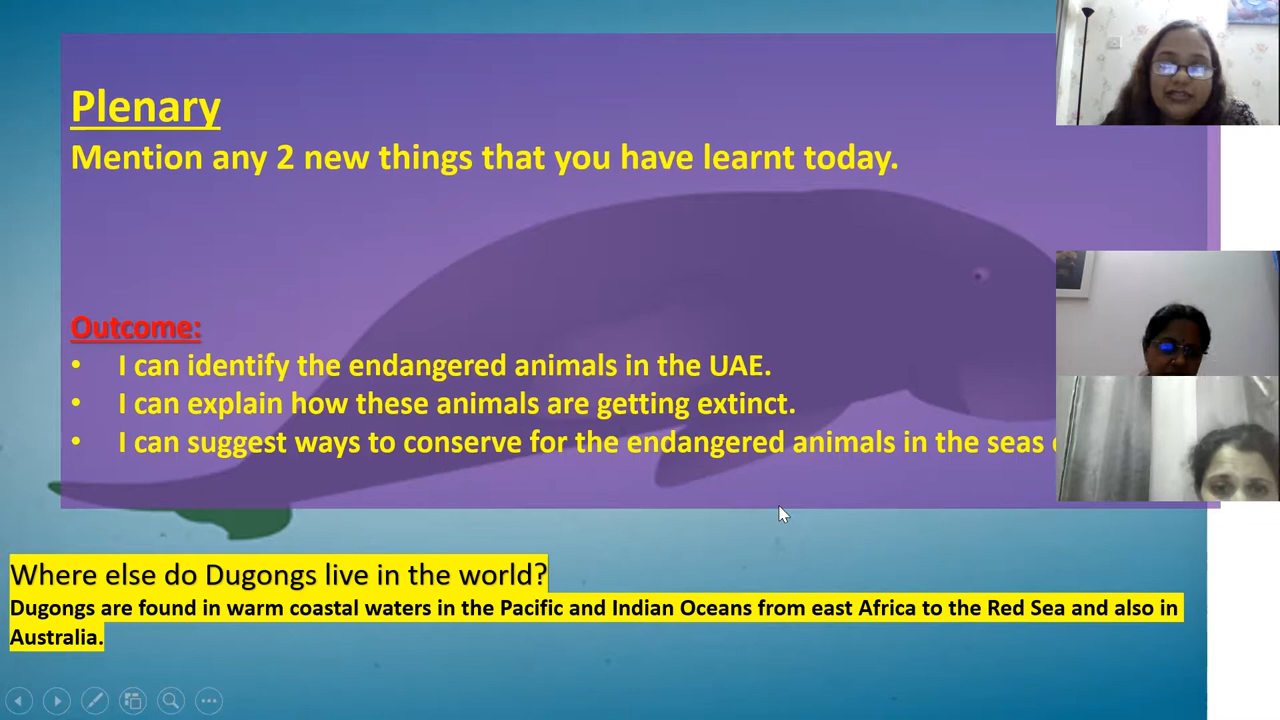 Plenary
Mention any 2 new things that you have learnt today.
Outcome:
• I can identify the endangered animals in the UAE.
• I can explain how these animals are getting extinct.
• I can suggest ways to conserve for the endangered animals in the seas
Where else do Dugongs live in the world?
Dugongs are found in warm coastal waters in the Pacific and Indian Oceans from east Africa to the Red Sea and also in
Australia.